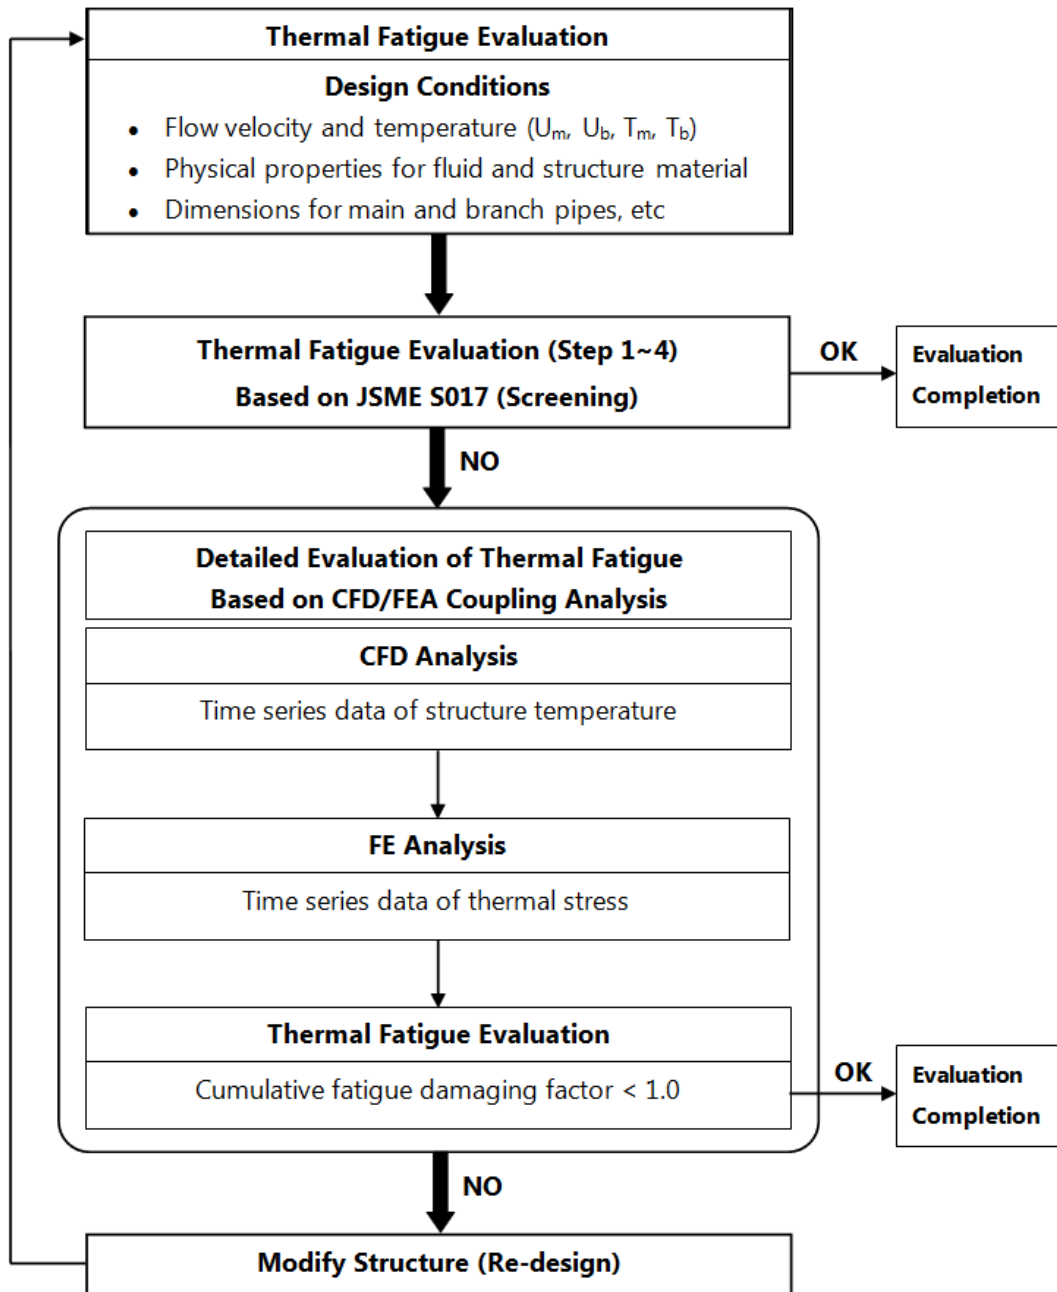 Thermal Fatigue Evaluation
Design Conditions
• Flow velocity and temperature (Um, Ub, Tm, Tb)
• Physical properties for fluid and structure material
• Dimensions for main and branch pipes, etc
Thermal Fatigue Evaluation (Step 1~4)
Based on JSME S017 (Screening)
OK
Evaluation
Completion
NO
Detailed Evaluation of Thermal Fatigue
Based on CFD/FEA Coupling Analysis
CFD Analysis
Time series data of structure temperature
FE Analysis
Time series data of thermal stress
Thermal Fatigue Evaluation
Cumulative fatigue damaging factor < 1.0
OK
Evaluation
Completion
NO
Modify Structure (Re-design)